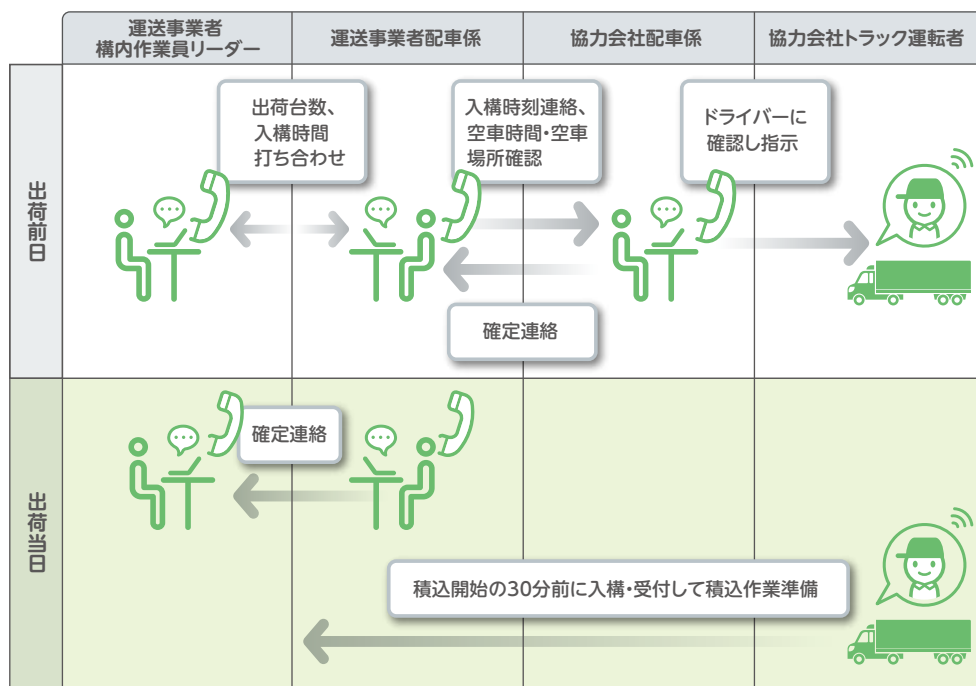 運送事業者
構内作業員リーダー
運送事業者配車係
協力会社配車係
協力会社トラック運転者
出荷前日
出荷台数、
入構時間
打ち合わせ
入構時刻連絡、
空車時間・空車
場所確認
ドライバーに
確認し指示
確定連絡
出荷当日
確定連絡
積込開始の30分前に入構・受付して積込作業準備